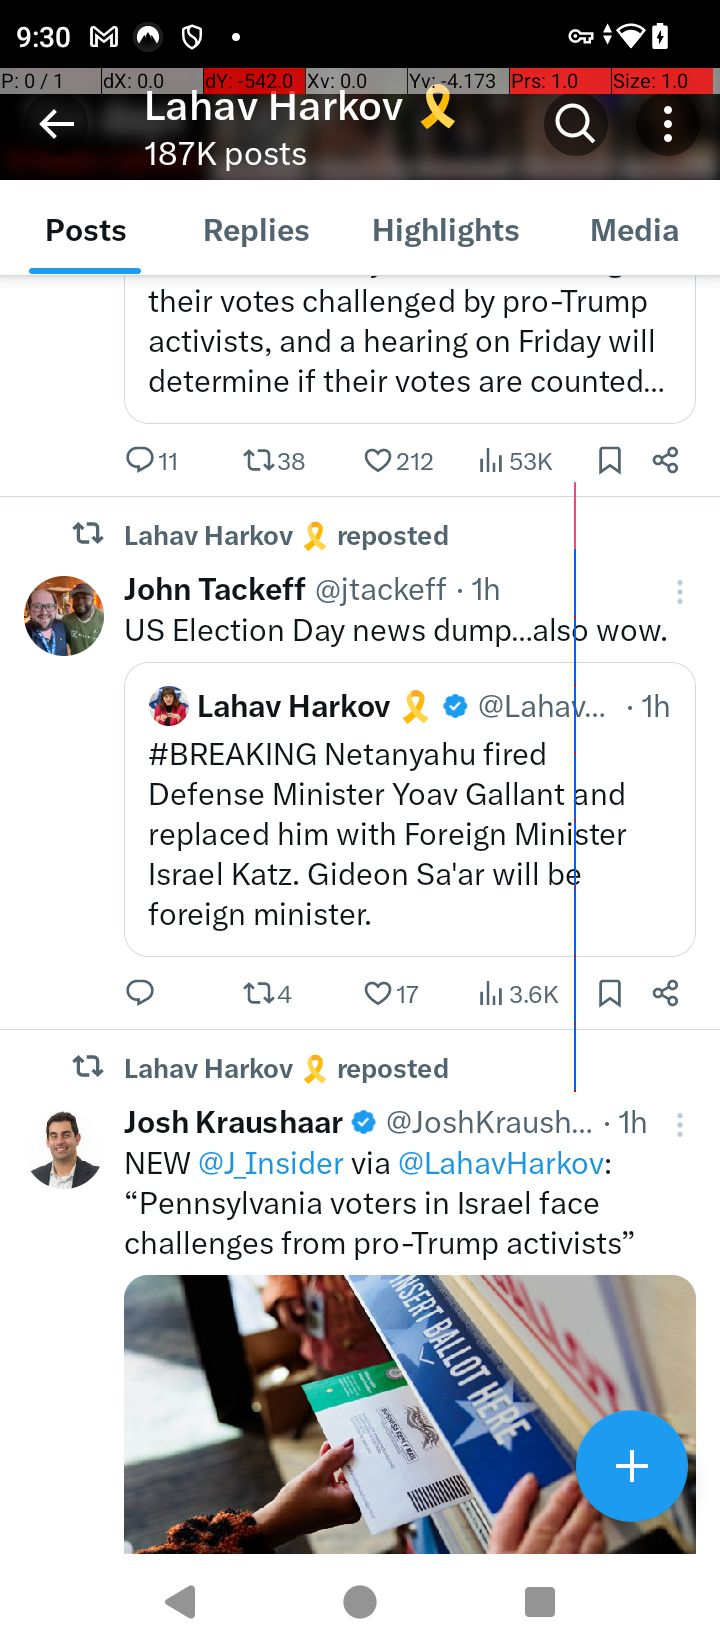 9:30
P: 0 / 1 dX: 0.0 dY: -542.0 Xv: 0.0 Yv: -4.173 Prs: 1.0 Size: 1.0
Lahav Harkov 🎗
187K posts
Posts Replies Highlights Media
their votes challenged by pro-Trump
activists, and a hearing on Friday will
determine if their votes are counted...
11 38 212 53K
Lahav Harkov 🎗 reposted
John Tackeff @jtackeff · 1h
US Election Day news dump...also wow.
Lahav Harkov 🎗 @Lahav... · 1h
#BREAKING Netanyahu fired
Defense Minister Yoav Gallant and
replaced him with Foreign Minister
Israel Katz. Gideon Sa'ar will be
foreign minister.
4 17 3.6K
Lahav Harkov 🎗 reposted
Josh Kraushaar @JoshKraush... · 1h
NEW @J_Insider via @LahavHarkov:
“Pennsylvania voters in Israel face
challenges from pro-Trump activists”
INSERT BALLOT HERE
BUSINESS REPLY MAIL